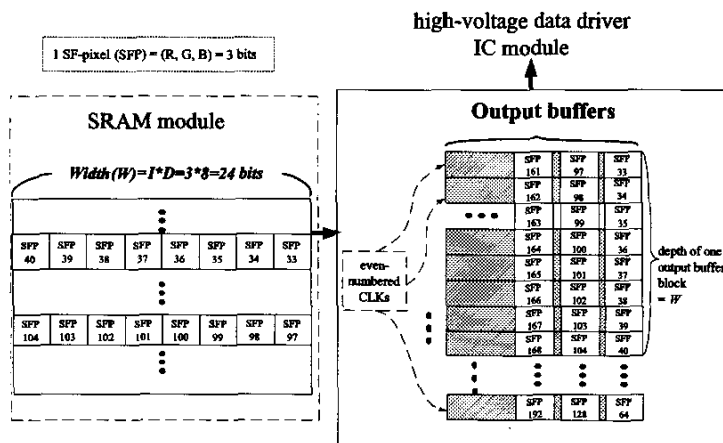 high-voltage data driver
IC module
1 SF-pixel (SFP) = (R, G, B) = 3 bits
SRAM module
Width (W) = I*D=3*8=24 bits
SFP 40 SFP 39 SFP 38 SFP 37 SFP 36 SFP 35 SFP 34 SFP 33
SFP 104 SFP 103 SFP 102 SFP 101 SFP 100 SFP 99 SFP 98 SFP 97
Output buffers
SFP 161 SFP 97 SFP 33
SFP 162 SFP 98 SFP 34
SFP 163 SFP 99 SFP 35
SFP 164 SFP 100 SFP 36
SFP 165 SFP 101 SFP 37
SFP 166 SFP 102 SFP 38
SFP 167 SFP 103 SFP 39
SFP 168 SFP 104 SFP 40
SFP 192 SFP 128 SFP 64
even-
numbered
CLKs
depth of one
output buffer
block
= W